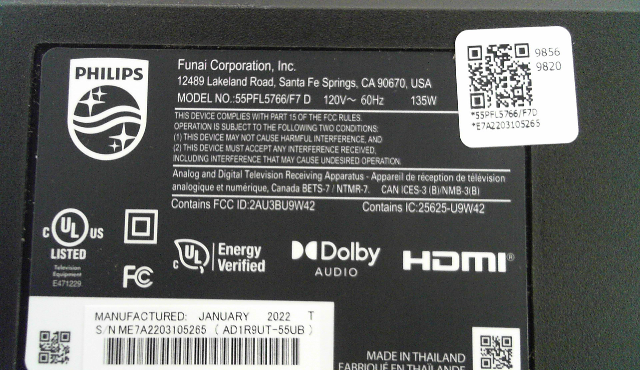 PHILIPS
Funai Corporation, Inc.
12489 Lakeland Road, Santa Fe Springs, CA 90670, USA
MODEL NO.:55PFL5766/F7 D 120V~ 60Hz 135W
THIS DEVICE COMPLIES WITH PART 15 OF THE FCC RULES.
OPERATION IS SUBJECT TO THE FOLLOWING TWO CONDITIONS:
(1) THIS DEVICE MAY NOT CAUSE HARMFUL INTERFERENCE, AND
(2) THIS DEVICE MUST ACCEPT ANY INTERFERENCE RECEIVED,
INCLUDING INTERFERENCE THAT MAY CAUSE UNDESIRED OPERATION.
Analog and Digital Television Receiving Apparatus - Appareil de réception de télévision
analogique et numérique, Canada BETS-7 / NTMR-7. CAN ICES-3 (B)/NMB-3(B)
Contains FCC ID:2AU3BU9W42 Contains IC:25625-U9W42
9856
9820
*55PFL5766/F7D
*E7A2203105265
C UL US
LISTED
Television
Equipment
E471229
FC
C UL
Energy
Verified
Dolby
AUDIO
HDMI®
MANUFACTURED: JANUARY 2022 T
S/N ME7A2203105265 ( AD1R9UT-55UB )
MADE IN THAILAND
FABRIQUÉ EN THAÏLANDE